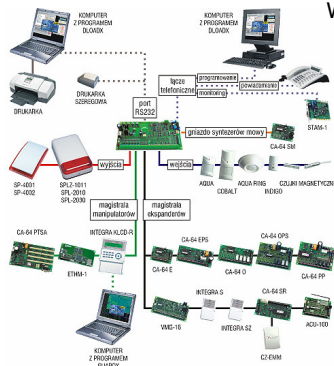 W
KOMPUTER
Z PROGRAMEM
DLOADX
KOMPUTER
Z PROGRAMEM
DLOADX
DRUKARKA
DRUKARKA
SZEREGOWA
łącze
telefoniczne
programowanie
powiadamianie
monitoring
STAM-1
port
RS232
gniazdo syntezerów mowy
CA-64 SM
wyjścia
wejścia
SP-4001
SP-4002
SPLZ-1011
SPL-2010
SPL-2030
AQUA
COBALT
AQUA RING
INDIGO
CZUJKI MAGNETYCZNE
magistrala
manipulatorów
magistrala
ekspanderów
CA-64 PTSA
ETHM-1
INTEGRA KLCD-R
CA-64 E
CA-64 EPS
CA-64 O
CA-64 OPS
CA-64 PP
KOMPUTER
Z PROGRAMEM
VMG-16
INTEGRA S
INTEGRA SZ
CA-64 SR
CZ-EMM
ACU-100